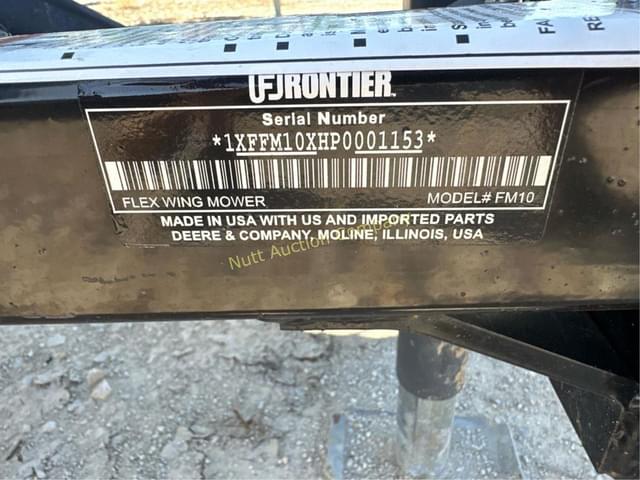 FRONTIER
Serial Number
*1XFFM10XHP0001153*
FLEX WING MOWER MODEL# FM10
MADE IN USA WITH US AND IMPORTED PARTS
DEERE & COMPANY, MOLINE, ILLINOIS, USA
Nutt Auction Company